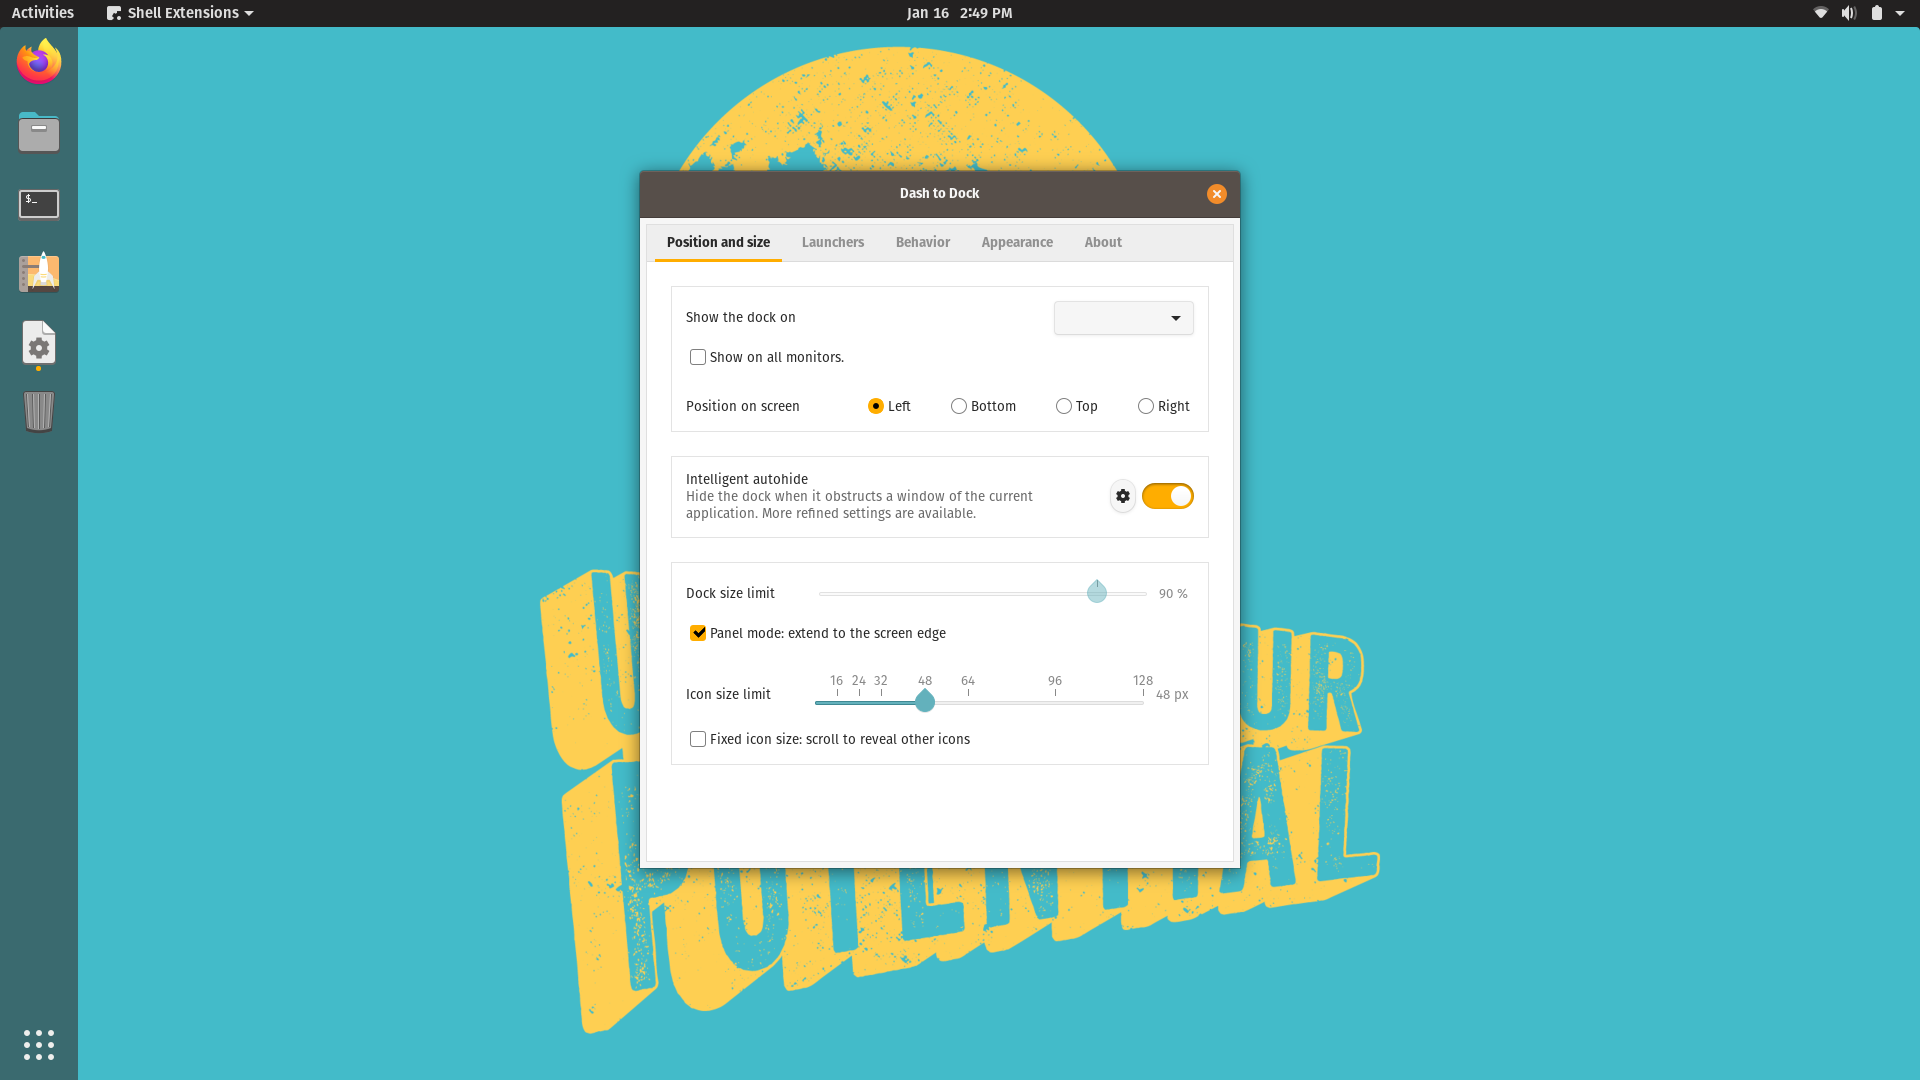 Activities
Shell Extensions
Jan 16 2:49 PM
$_
Dash to Dock
Position and size
Launchers
Behavior
Appearance
About
Show the dock on
Show on all monitors.
Position on screen
Left
Bottom
Top
Right
Intelligent autohide
Hide the dock when it obstructs a window of the current
application. More refined settings are available.
Dock size limit
90 %
Panel mode: extend to the screen edge
16 24 32 48 64 96 128
Icon size limit
48 px
Fixed icon size: scroll to reveal other icons
U UR
POTENTIAL